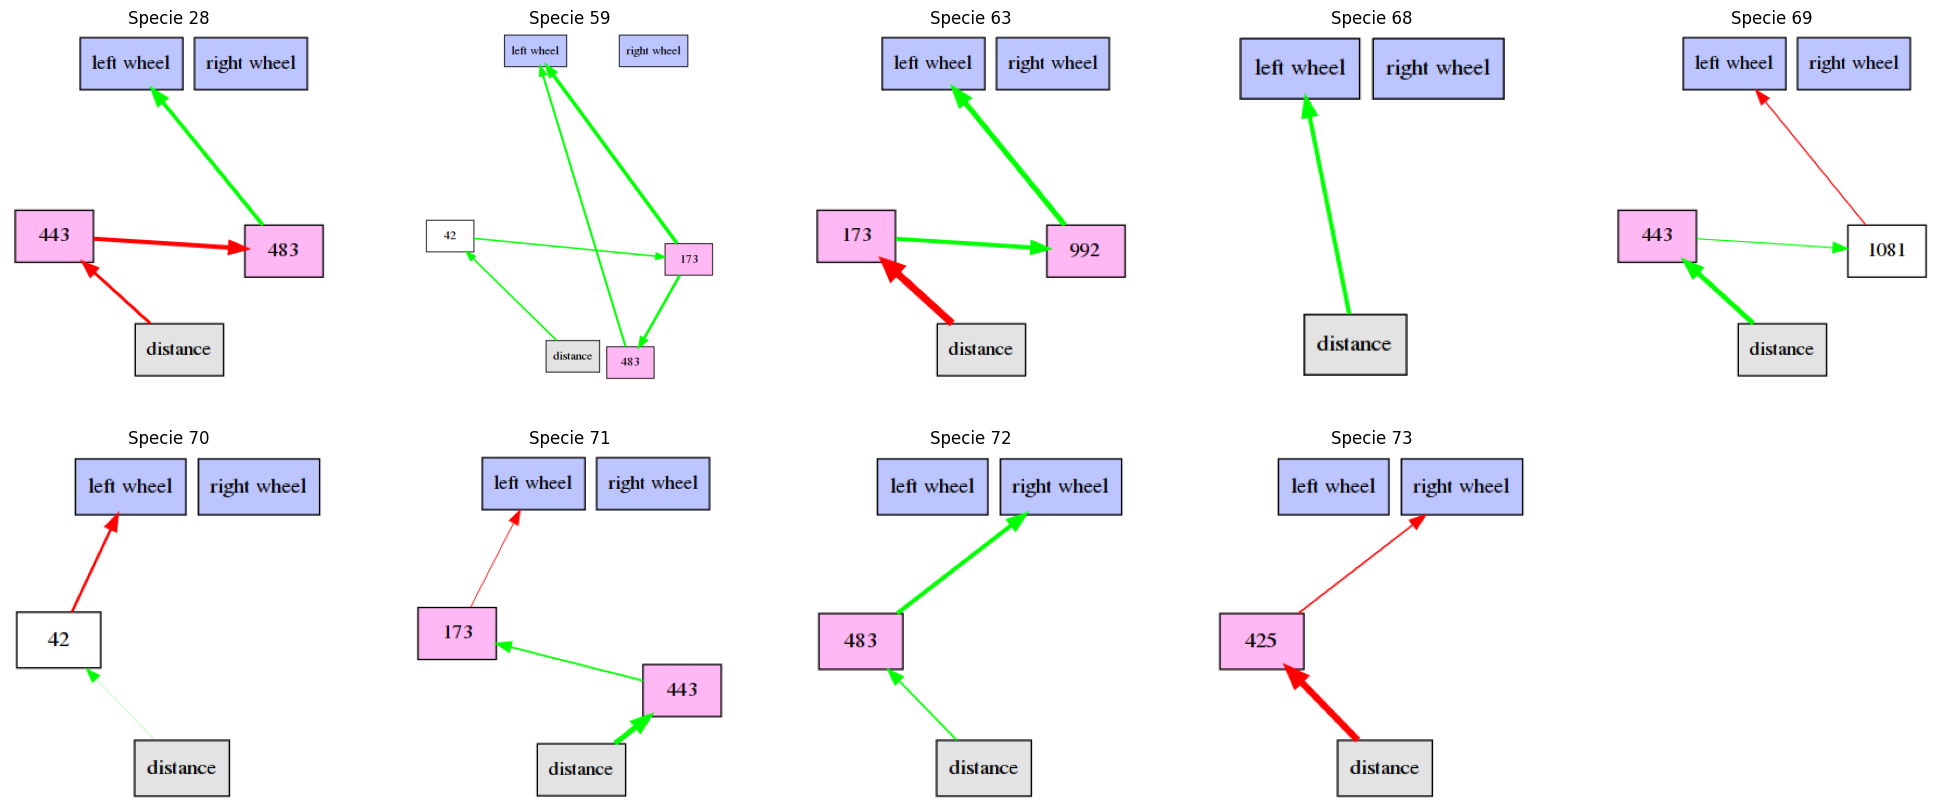 Specie 28
left wheel
right wheel
443
483
distance
Specie 59
left wheel
right wheel
42
173
distance
483
Specie 63
left wheel
right wheel
173
992
distance
Specie 68
left wheel
right wheel
distance
Specie 69
left wheel
right wheel
443
1081
distance
Specie 70
left wheel
right wheel
42
distance
Specie 71
left wheel
right wheel
173
443
distance
Specie 72
left wheel
right wheel
483
distance
Specie 73
left wheel
right wheel
425
distance